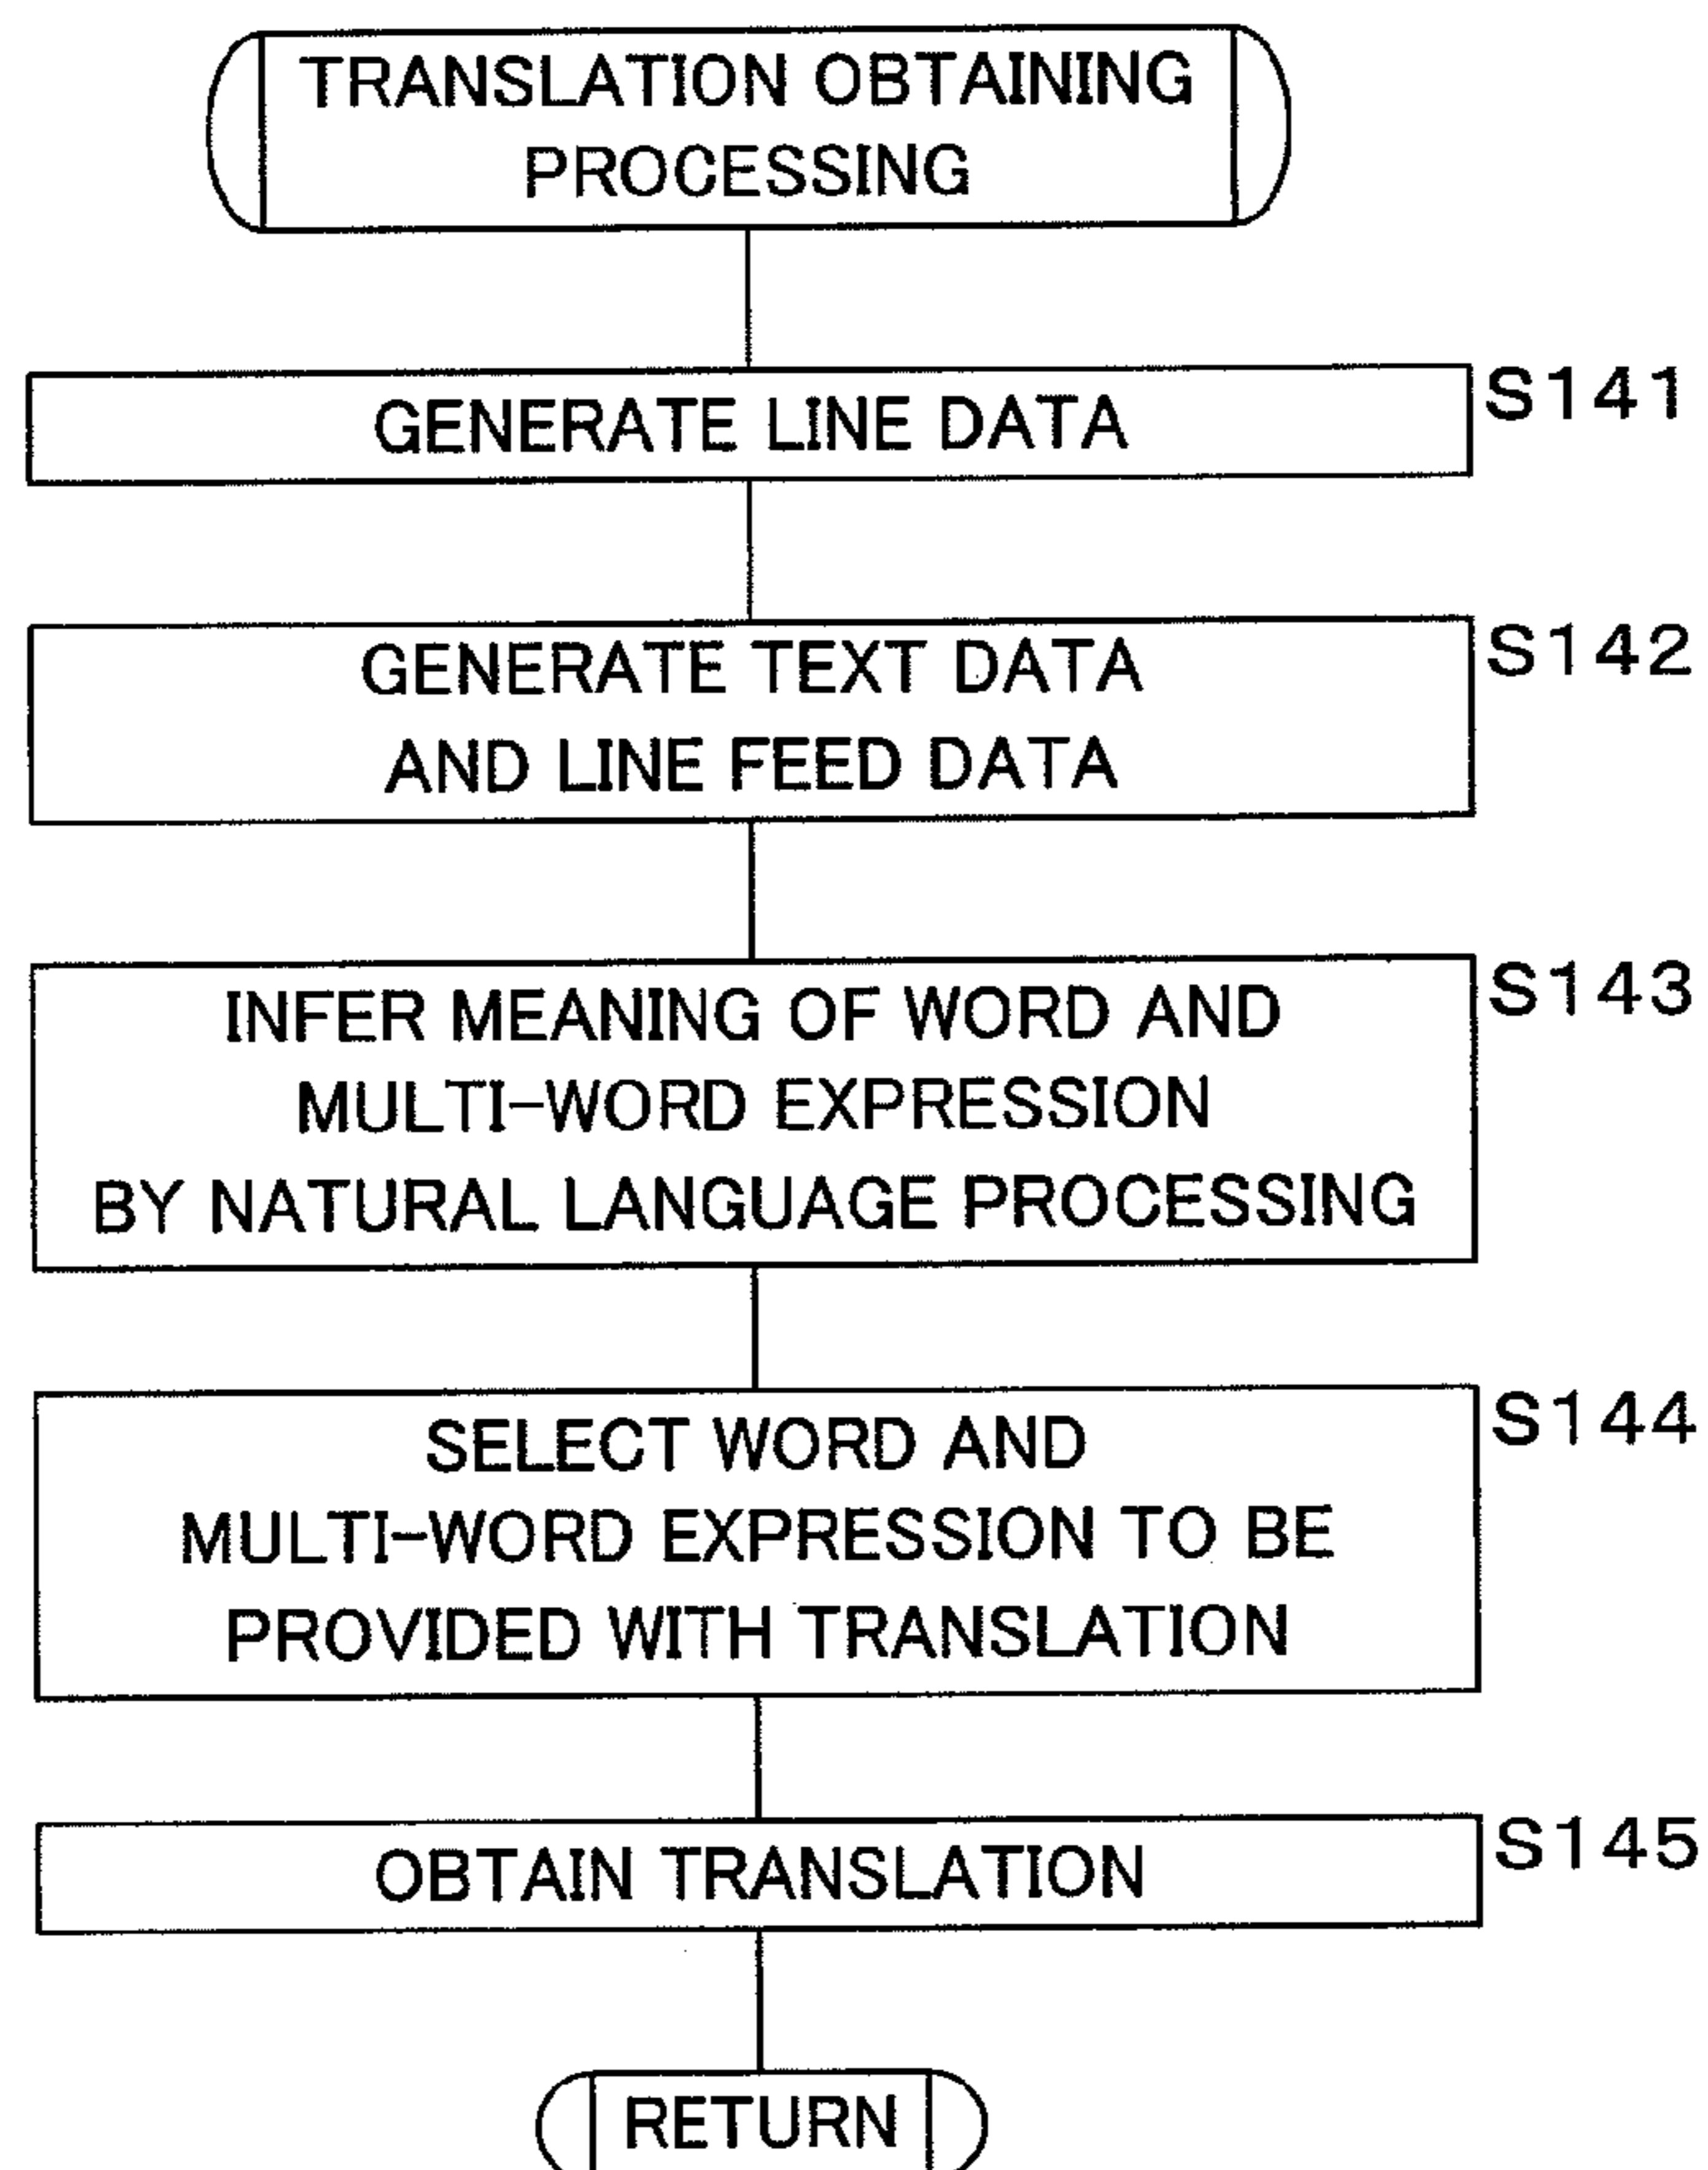 TRANSLATION OBTAINING
PROCESSING
GENERATE LINE DATA
S141
GENERATE TEXT DATA
AND LINE FEED DATA
S142
INFER MEANING OF WORD AND
MULTI-WORD EXPRESSION
BY NATURAL LANGUAGE PROCESSING
S143
SELECT WORD AND
MULTI-WORD EXPRESSION TO BE
PROVIDED WITH TRANSLATION
S144
OBTAIN TRANSLATION
S145
RETURN